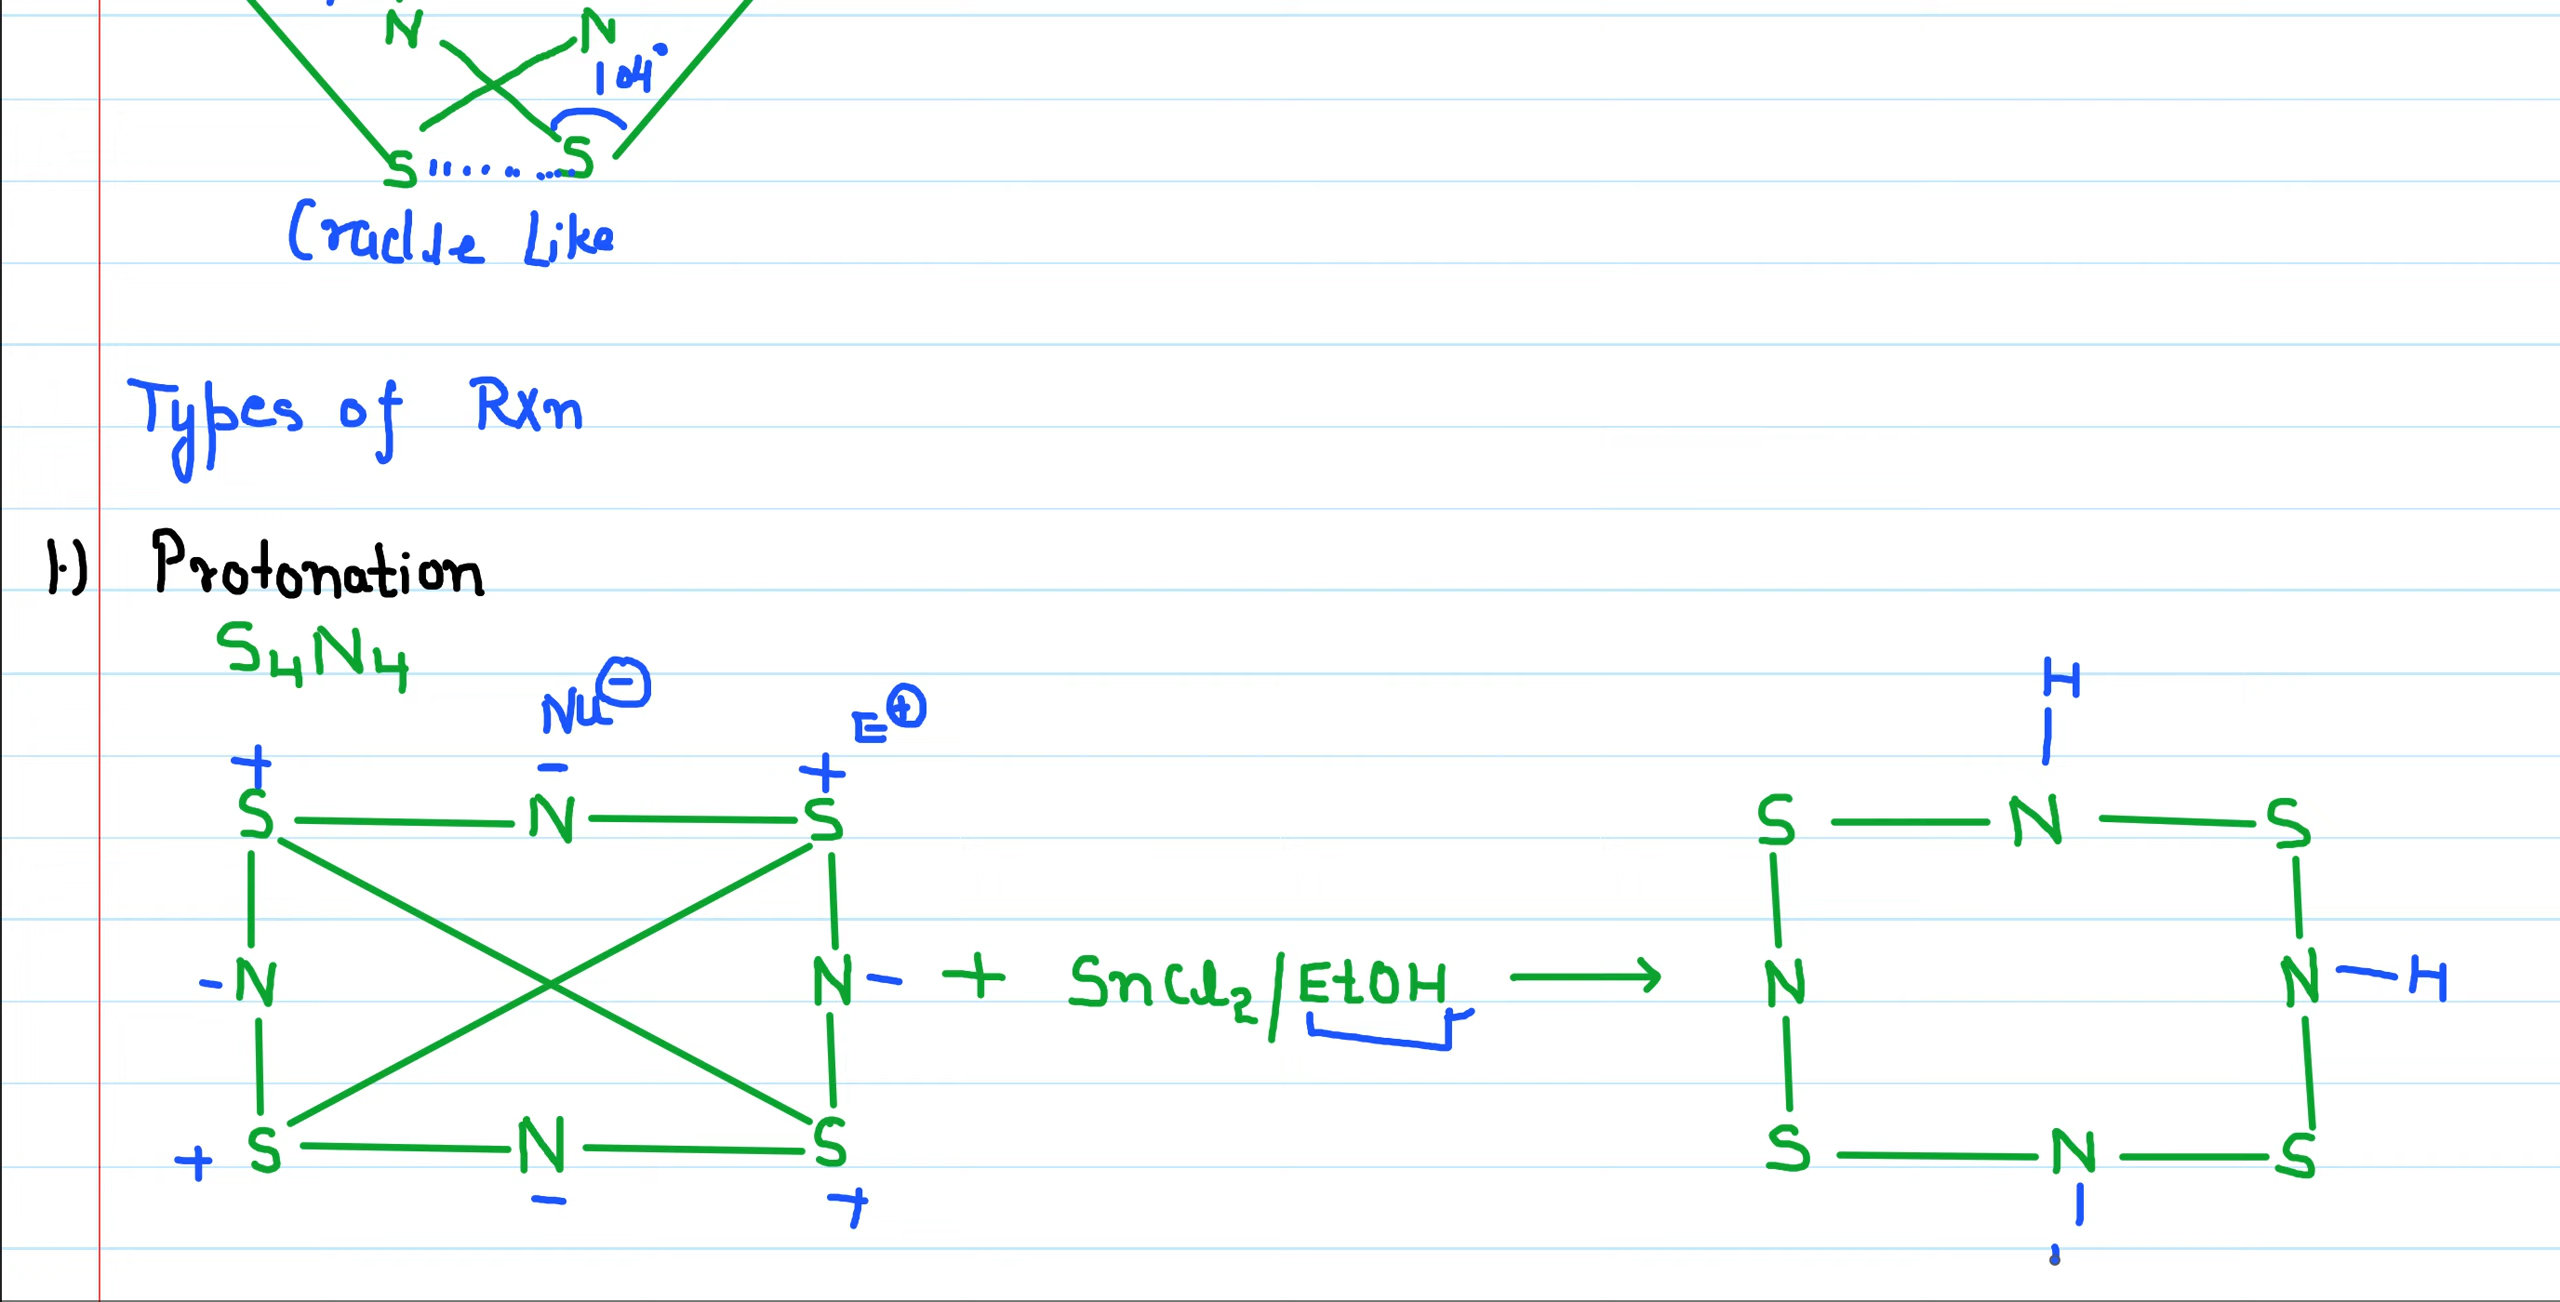 N N
104°
S S
Cradle Like
Types of Rxn
1.) Protonation
S₄N₄
Nu⊖ E⊕ H
+ - +
S N S S N S
-N N- + SnCl₂/EtOH → N N-H
+ S N S S N S
- +